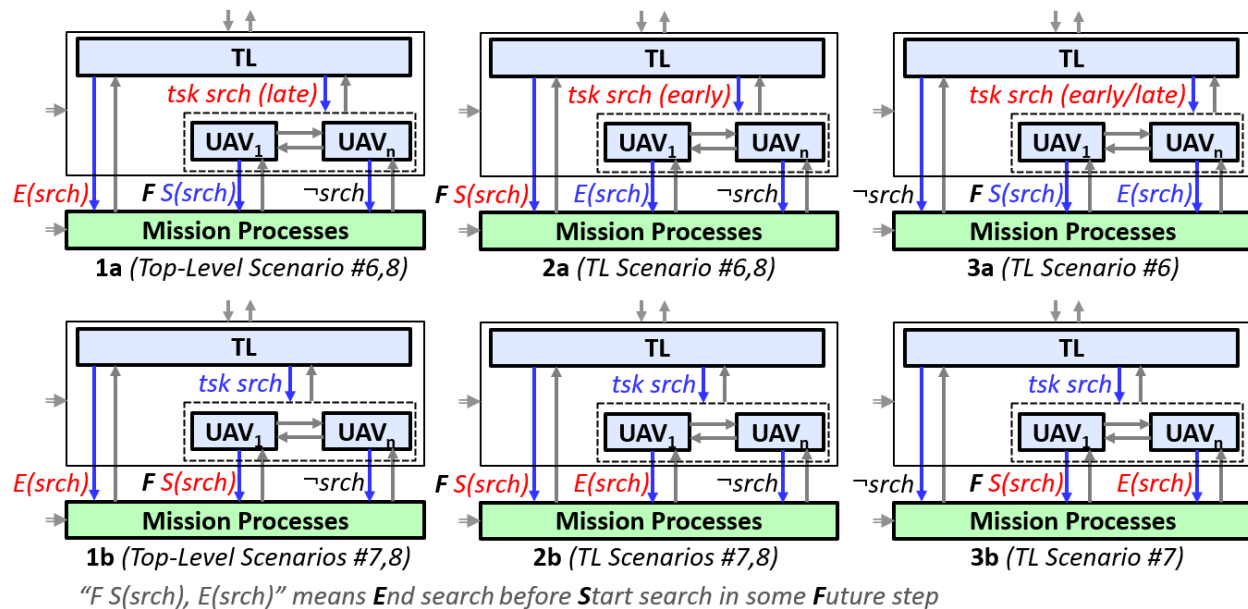 TL
tsk srch (late)
UAV1 UAVn
E(srch) F S(srch) ¬srch
Mission Processes
1a (Top-Level Scenario #6,8)
TL
tsk srch (early)
UAV1 UAVn
F S(srch) E(srch) ¬srch
Mission Processes
2a (TL Scenario #6,8)
TL
tsk srch (early/late)
UAV1 UAVn
¬srch F S(srch) E(srch)
Mission Processes
3a (TL Scenario #6)
TL
tsk srch
UAV1 UAVn
E(srch) F S(srch) ¬srch
Mission Processes
1b (Top-Level Scenarios #7,8)
TL
tsk srch
UAV1 UAVn
F S(srch) E(srch) ¬srch
Mission Processes
2b (TL Scenarios #7,8)
TL
tsk srch
UAV1 UAVn
¬srch F S(srch) E(srch)
Mission Processes
3b (TL Scenario #7)
“F S(srch), E(srch)” means End search before Start search in some Future step